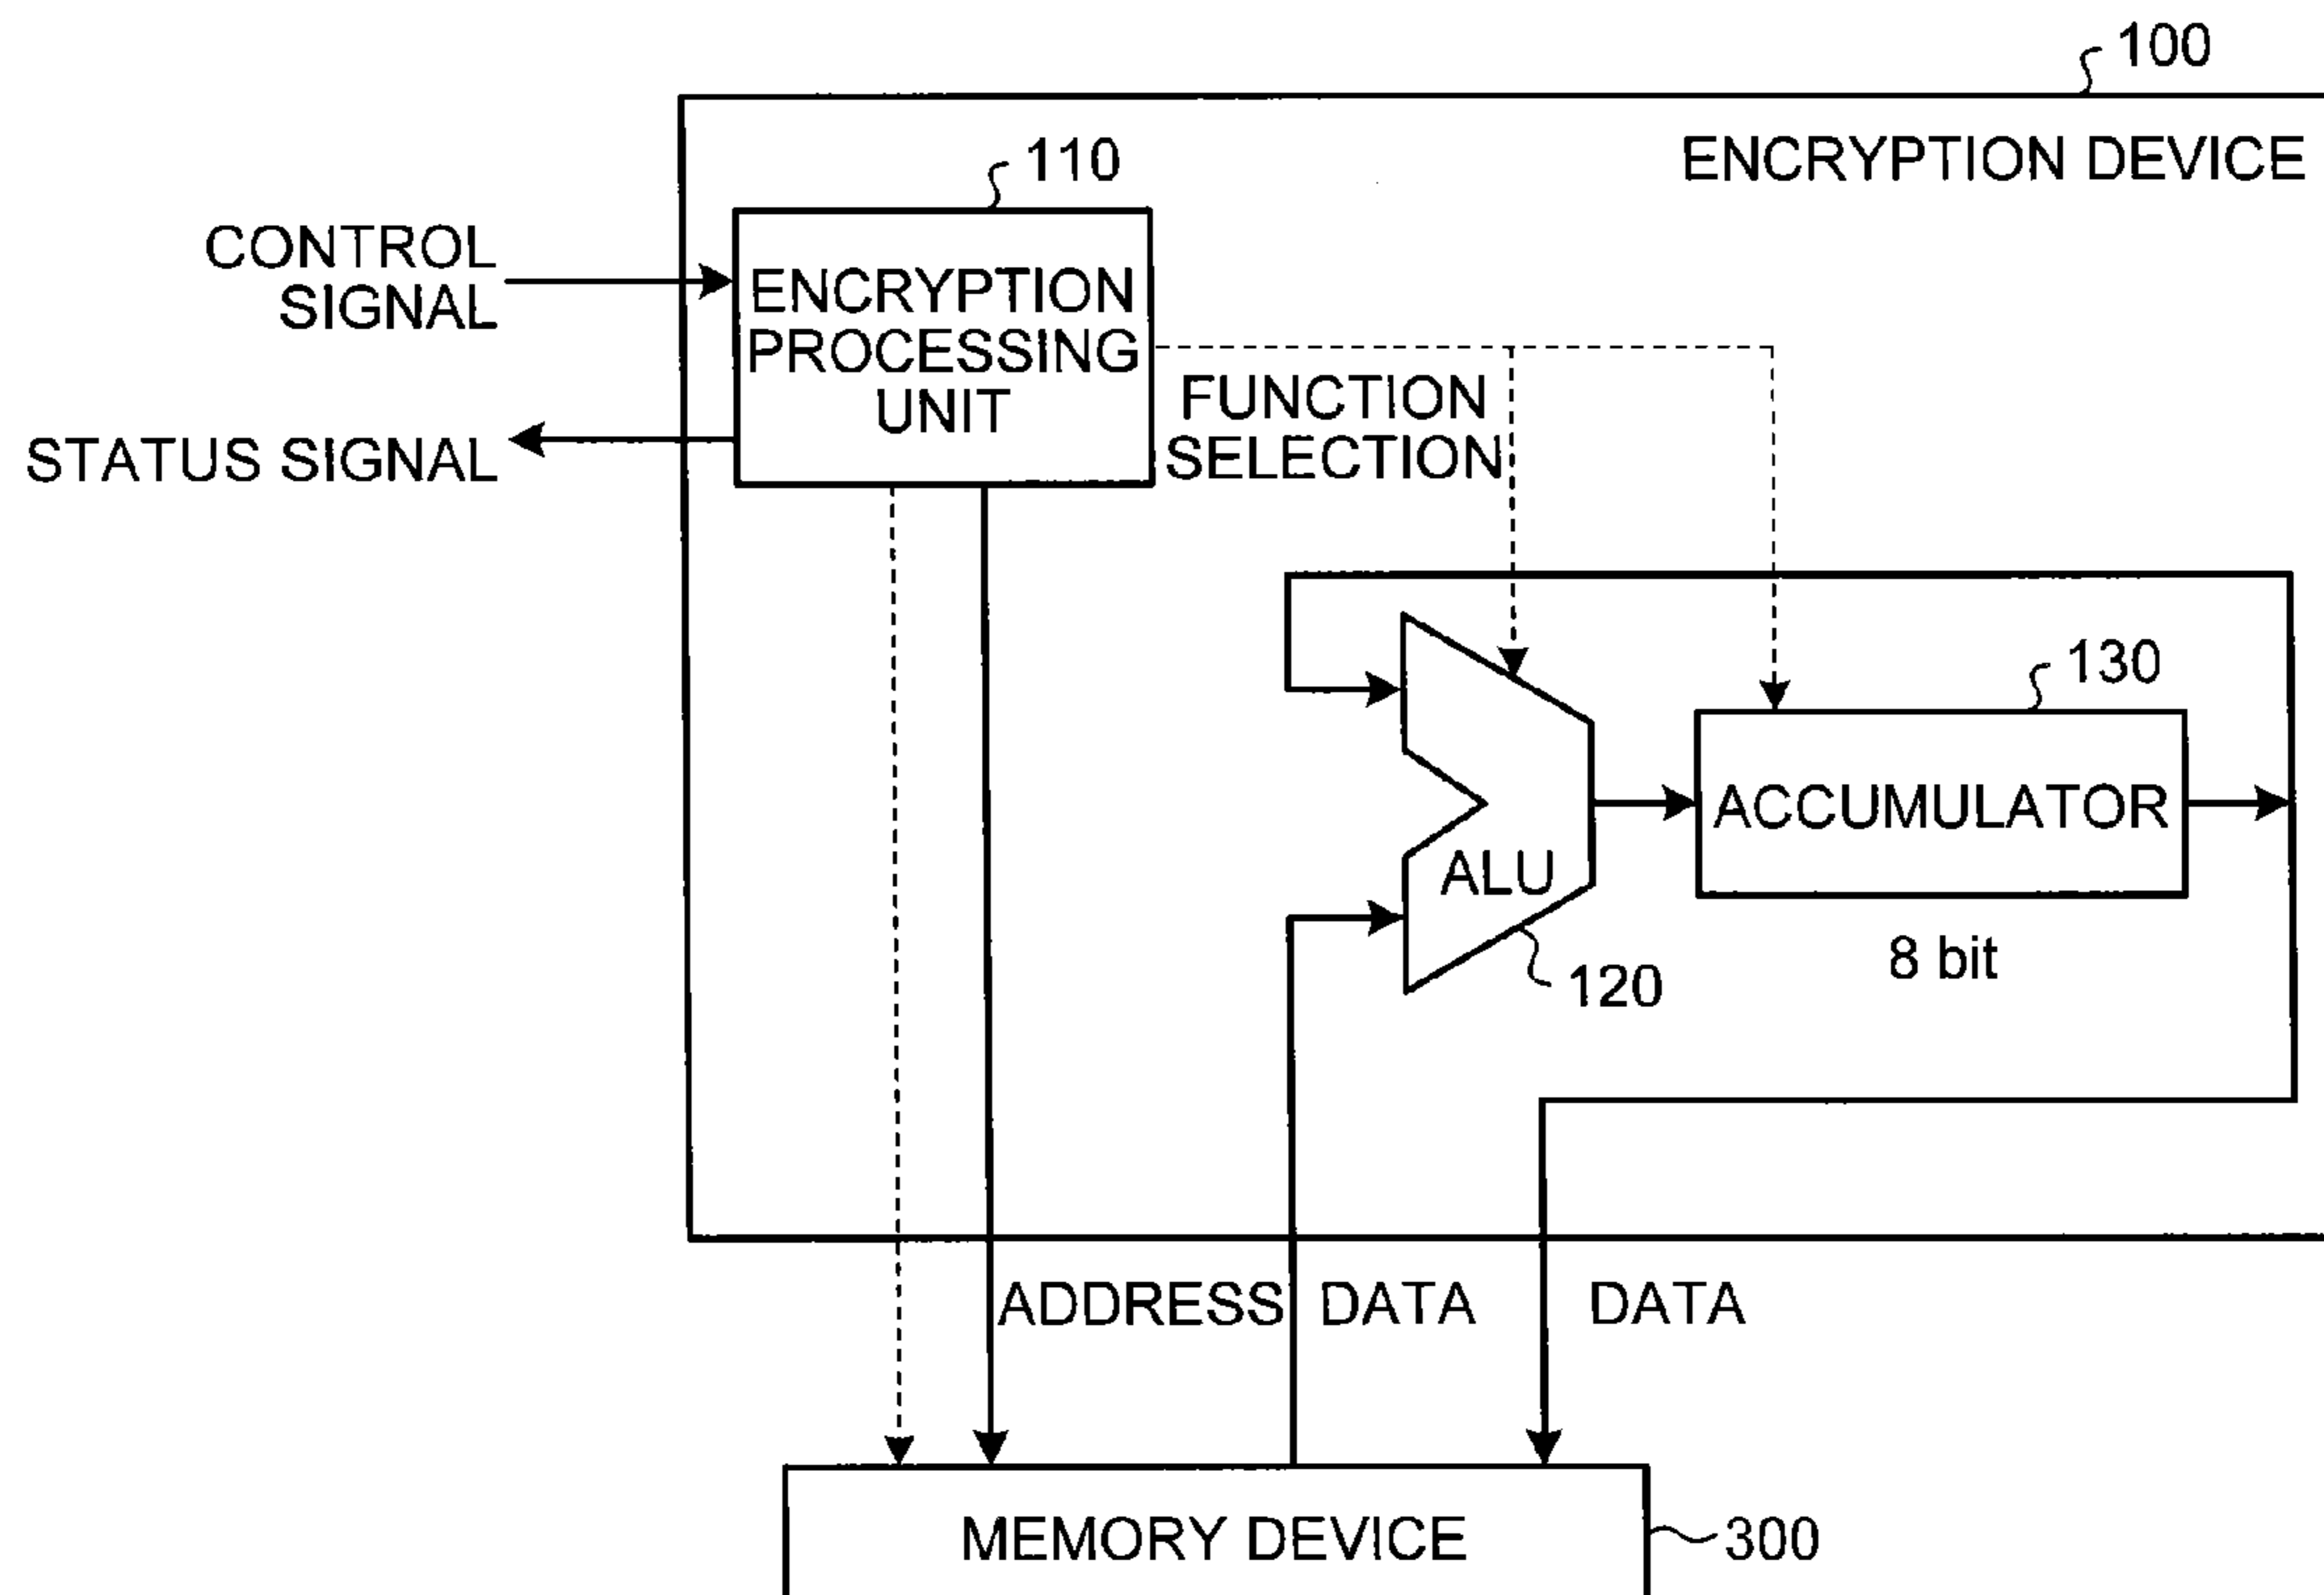 100
ENCRYPTION DEVICE
110
CONTROL
SIGNAL
ENCRYPTION
PROCESSING
UNIT
STATUS SIGNAL
FUNCTION
SELECTION
130
ACCUMULATOR
ALU
8 bit
120
ADDRESS
DATA
DATA
MEMORY DEVICE
300